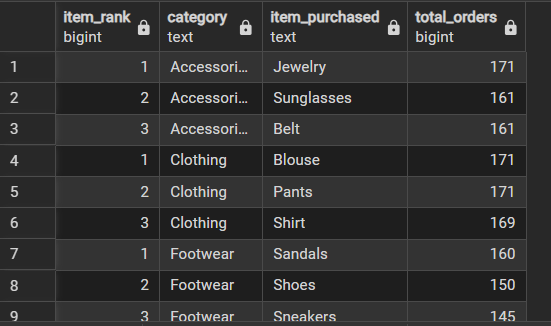 item_rank category item_purchased total_orders
bigint text text bigint
1 1 Accessori... Jewelry 171
2 2 Accessori... Sunglasses 161
3 3 Accessori... Belt 161
4 1 Clothing Blouse 171
5 2 Clothing Pants 171
6 3 Clothing Shirt 169
7 1 Footwear Sandals 160
8 2 Footwear Shoes 150
9 3 Footwear Sneakers 145